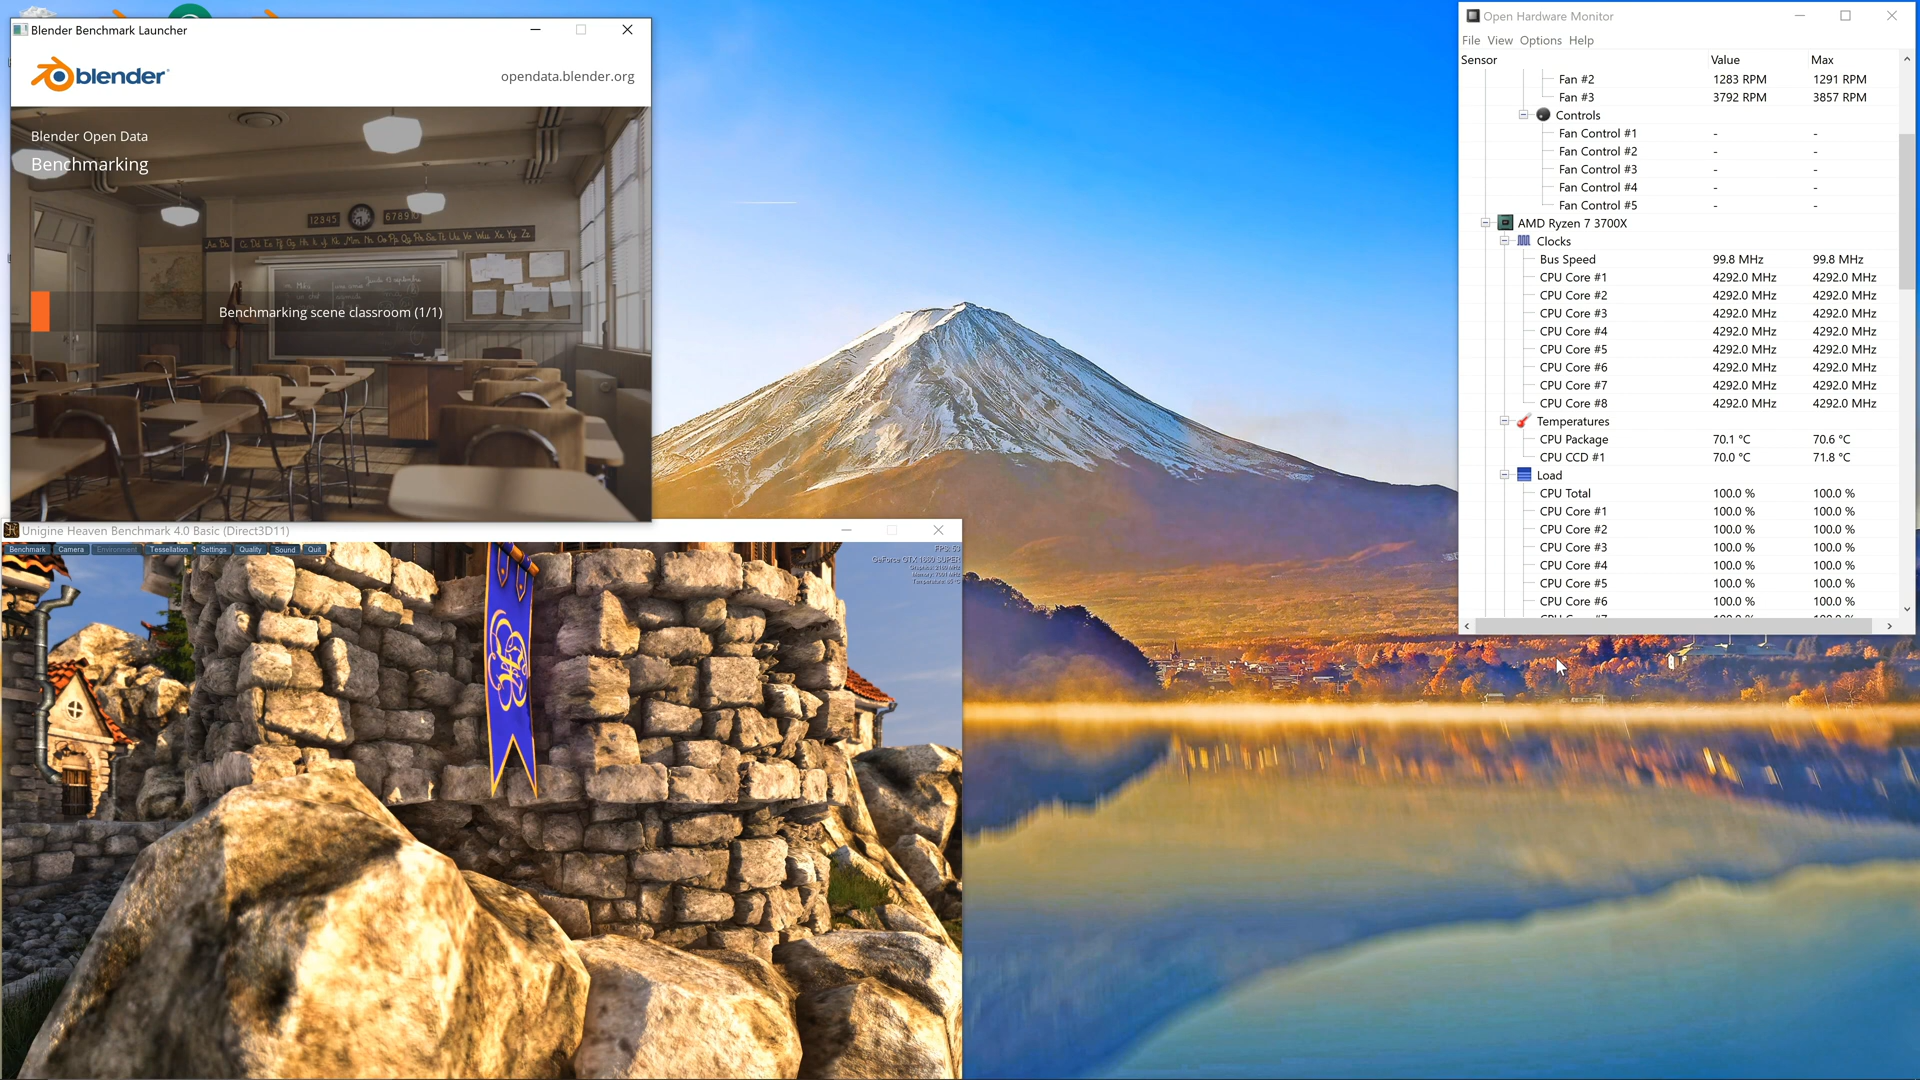 Blender Benchmark Launcher
blender
opendata.blender.org
Blender Open Data
Benchmarking
12345
67890
Benchmarking scene classroom (1/1)
Unigine Heaven Benchmark 4.0 Basic (Direct3D11)
Benchmark Camera Environment Tessellation Settings Quality Sound Quit
GeForce GTX 1660 SUPER
Open Hardware Monitor
File View Options Help
Sensor Value Max
Fan #2 1283 RPM 1291 RPM
Fan #3 3792 RPM 3857 RPM
Controls
Fan Control #1 - -
Fan Control #2 - -
Fan Control #3 - -
Fan Control #4 - -
Fan Control #5 - -
AMD Ryzen 7 3700X
Clocks
Bus Speed 99.8 MHz 99.8 MHz
CPU Core #1 4292.0 MHz 4292.0 MHz
CPU Core #2 4292.0 MHz 4292.0 MHz
CPU Core #3 4292.0 MHz 4292.0 MHz
CPU Core #4 4292.0 MHz 4292.0 MHz
CPU Core #5 4292.0 MHz 4292.0 MHz
CPU Core #6 4292.0 MHz 4292.0 MHz
CPU Core #7 4292.0 MHz 4292.0 MHz
CPU Core #8 4292.0 MHz 4292.0 MHz
Temperatures
CPU Package 70.1 °C 70.6 °C
CPU CCD #1 70.0 °C 71.8 °C
Load
CPU Total 100.0 % 100.0 %
CPU Core #1 100.0 % 100.0 %
CPU Core #2 100.0 % 100.0 %
CPU Core #3 100.0 % 100.0 %
CPU Core #4 100.0 % 100.0 %
CPU Core #5 100.0 % 100.0 %
CPU Core #6 100.0 % 100.0 %